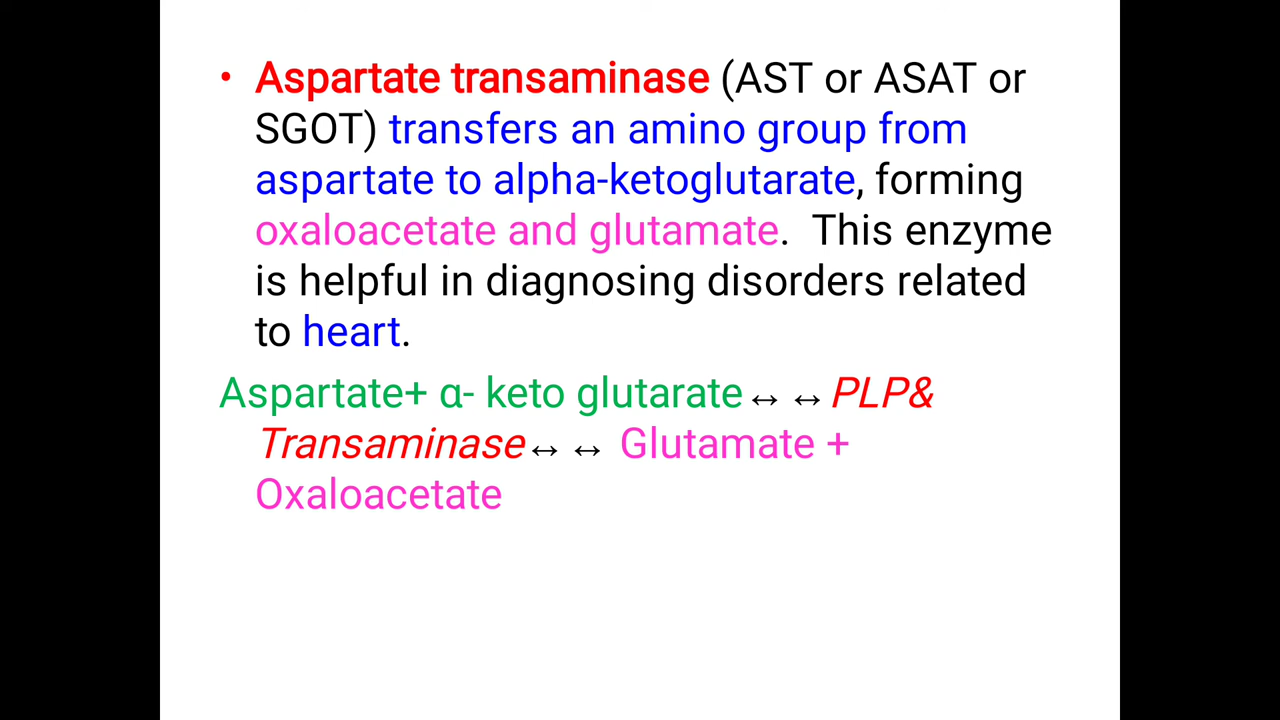 • Aspartate transaminase (AST or ASAT or
SGOT) transfers an amino group from
aspartate to alpha-ketoglutarate, forming
oxaloacetate and glutamate.  This enzyme
is helpful in diagnosing disorders related
to heart.
Aspartate+ α- keto glutarate↔ ↔PLP&
Transaminase↔ ↔ Glutamate +
Oxaloacetate